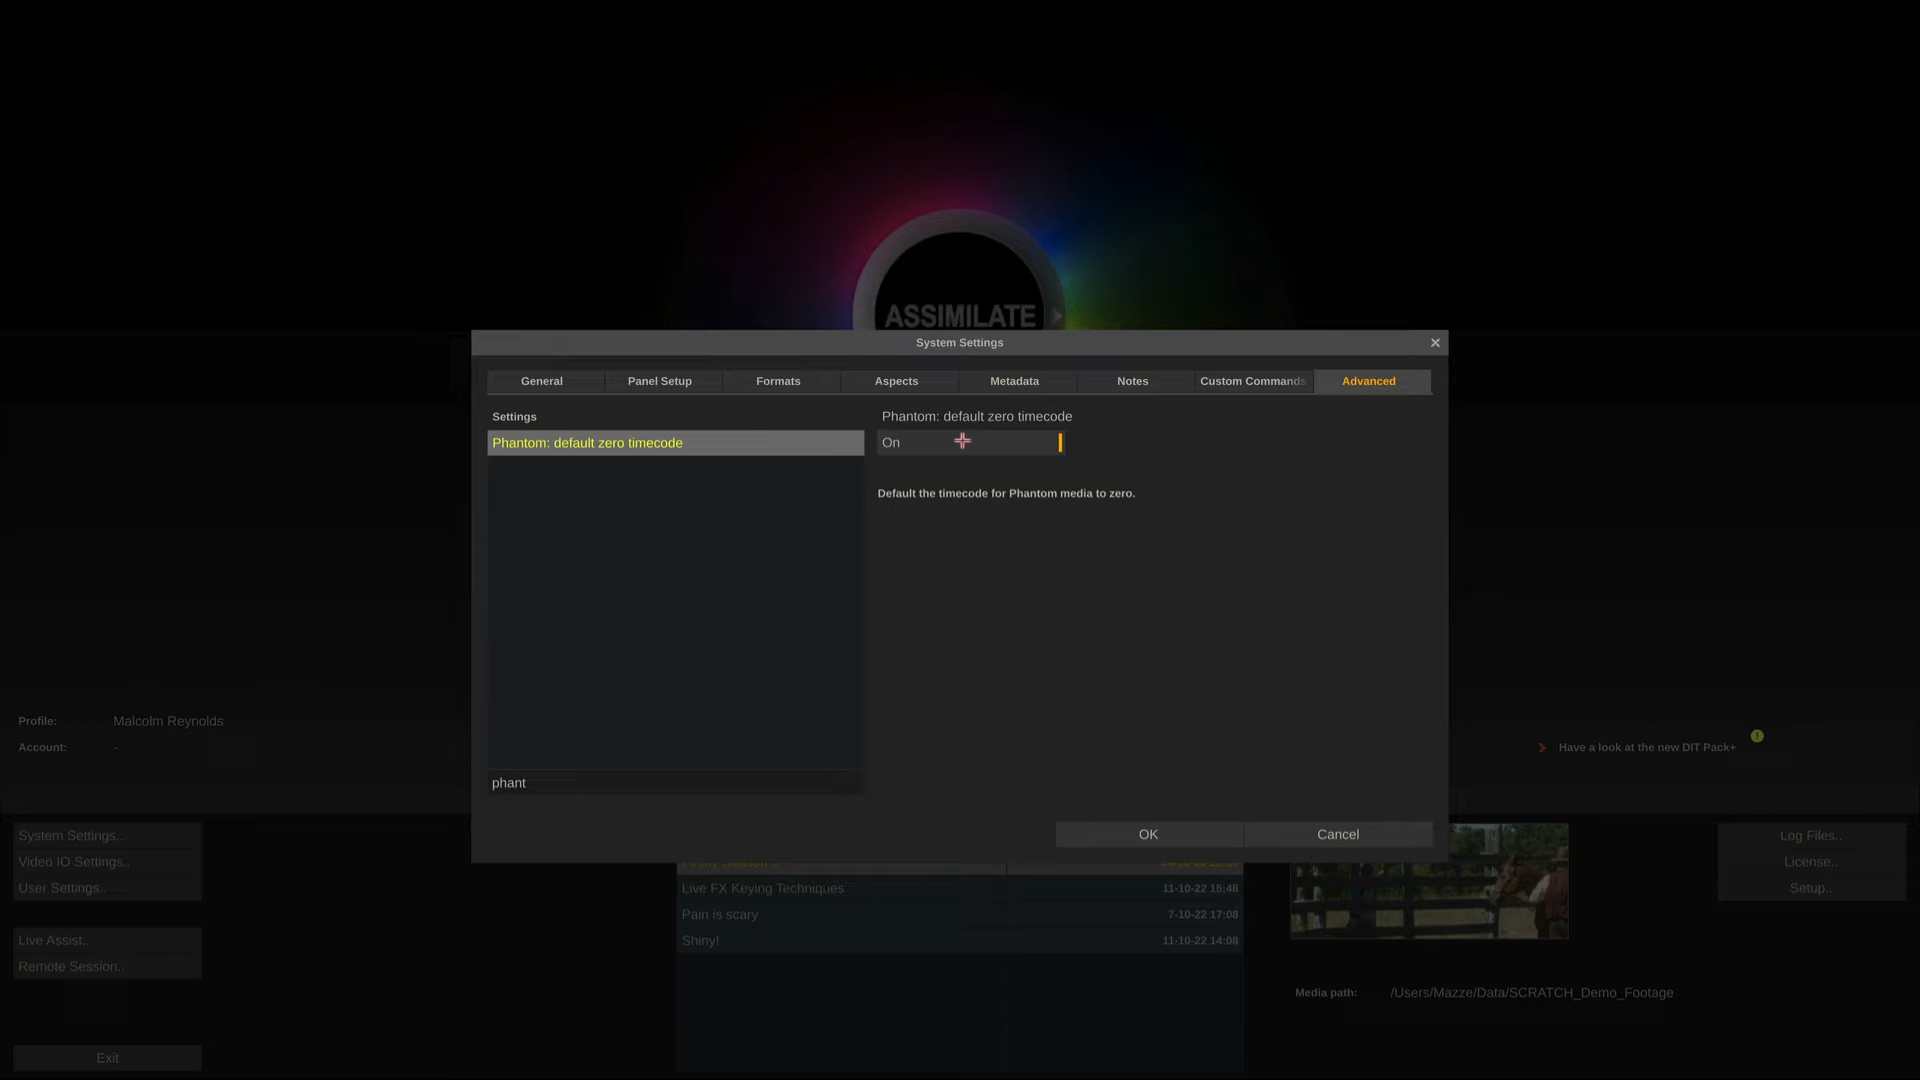 ASSIMILATE
System Settings
General
Panel Setup
Formats
Aspects
Metadata
Notes
Custom Commands
Advanced
Settings
Phantom: default zero timecode
Phantom: default zero timecode
On
Default the timecode for Phantom media to zero.
phant
OK
Cancel
Profile:
Malcolm Reynolds
Account:
-
Have a look at the new DIT Pack+
System Settings..
Video IO Settings..
User Settings..
Live Assist..
Remote Session..
Exit
Live FX Keying Techniques
11-10-22 15:48
Pain is scary
7-10-22 17:08
Shiny!
11-10-22 14:08
Log Files..
License..
Setup..
Media path:
/Users/Mazze/Data/SCRATCH_Demo_Footage